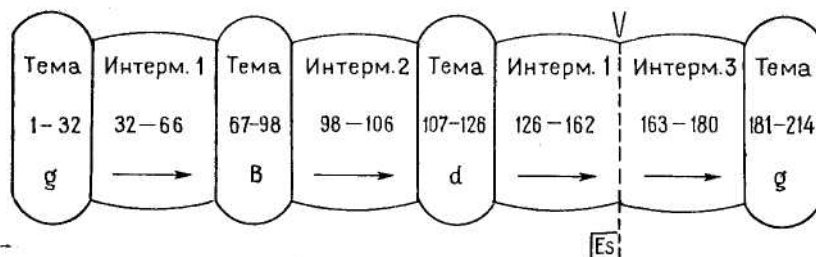 V
Тема Интерм. 1 Тема Интерм. 2 Тема Интерм. 1 Интерм. 3 Тема
1–32 32–66 67–98 98–106 107–126 126–162 163–180 181–214
g B d g
Es